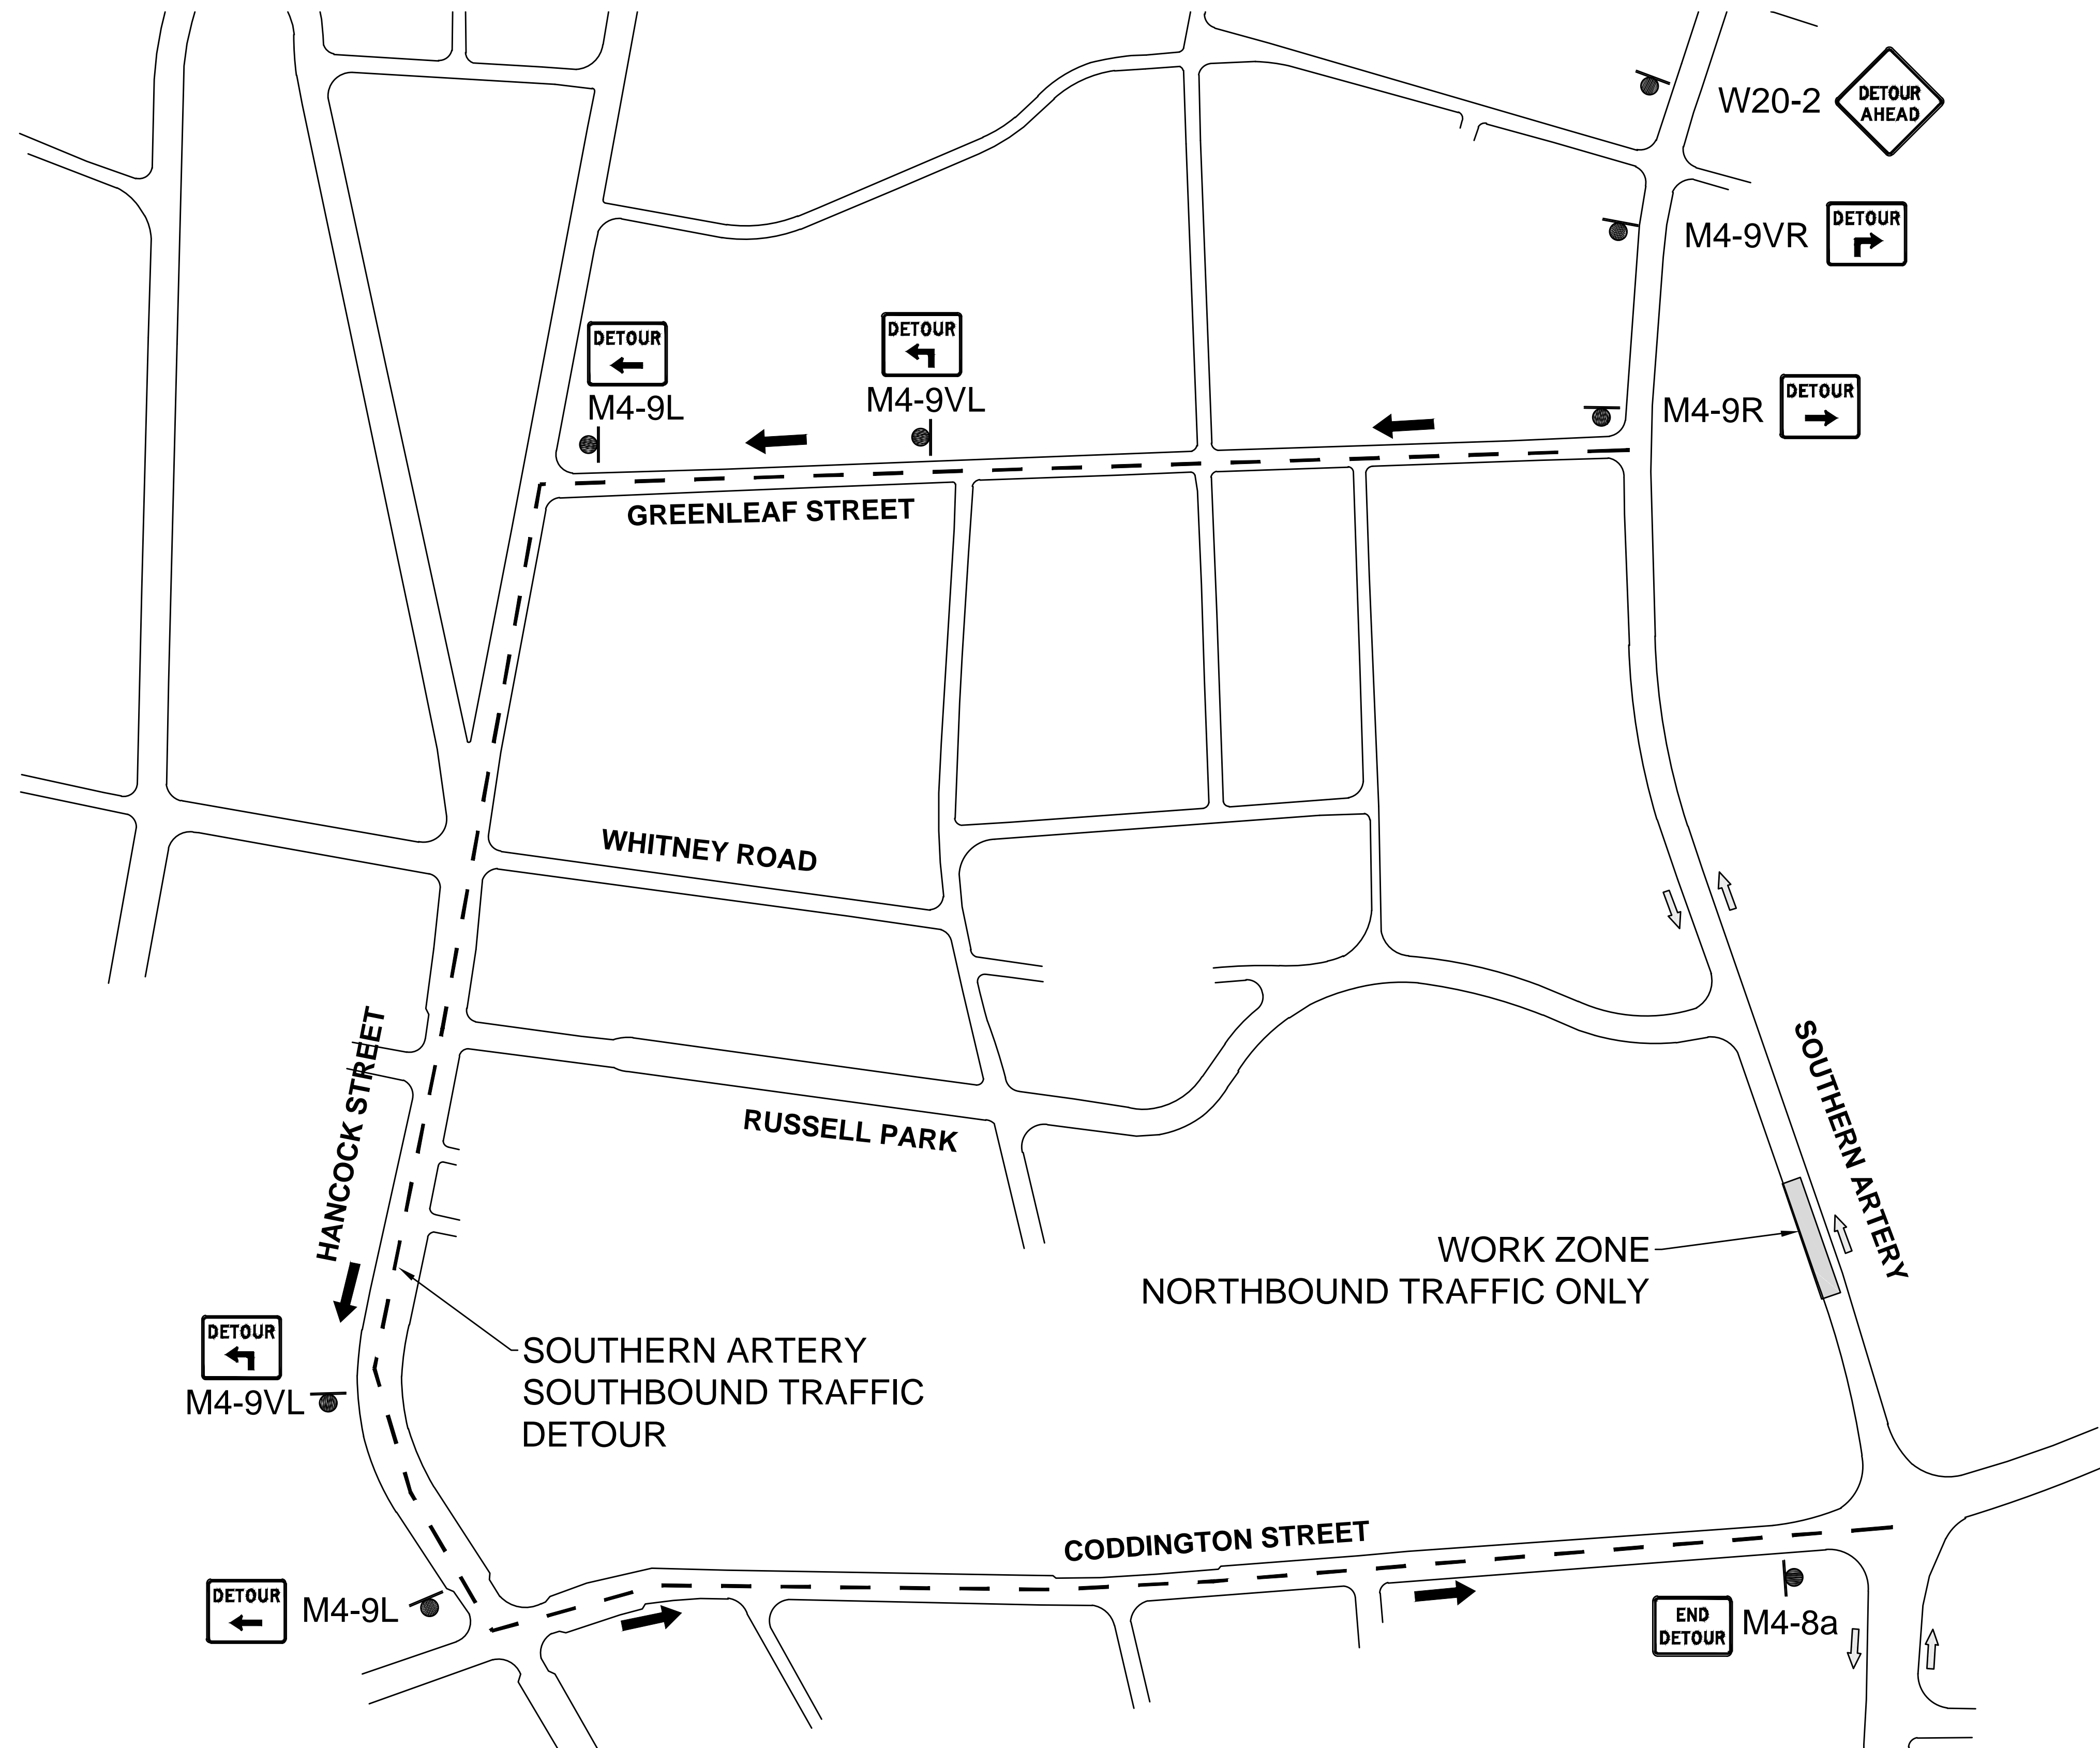 W20-2
DETOUR
AHEAD
M4-9VR
DETOUR
DETOUR
M4-9L
DETOUR
M4-9VL
M4-9R
DETOUR
GREENLEAF STREET
WHITNEY ROAD
HANCOCK STREET
RUSSELL PARK
SOUTHERN ARTERY
WORK ZONE
NORTHBOUND TRAFFIC ONLY
DETOUR
M4-9VL
SOUTHERN ARTERY
SOUTHBOUND TRAFFIC
DETOUR
CODDINGTON STREET
DETOUR
M4-9L
END
DETOUR
M4-8a